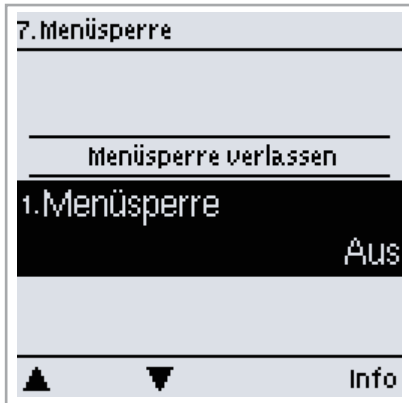 7.Menüsperre
Menüsperre verlassen
1.Menüsperre
Aus
▲ ▼ Info